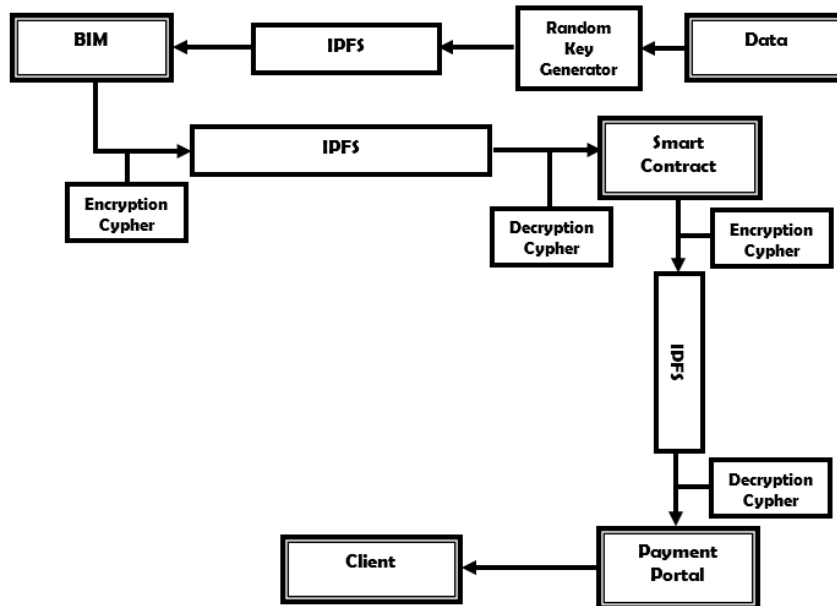 BIM
IPFS
Random
Key
Generator
Data
IPFS
Smart
Contract
Encryption
Cypher
Decryption
Cypher
Encryption
Cypher
IPFS
Decryption
Cypher
Client
Payment
Portal